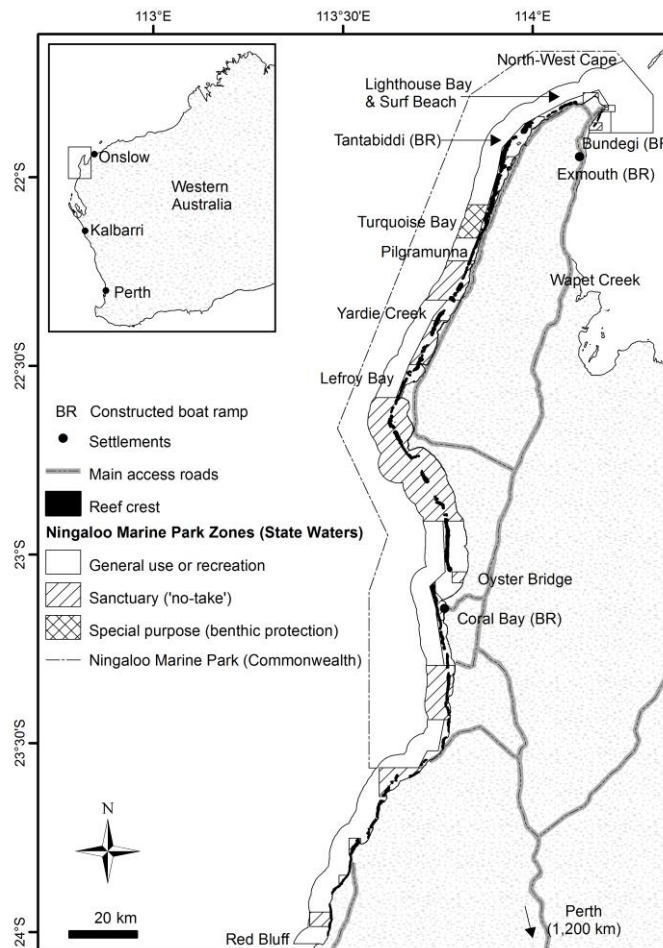 113°E
113°30'E
114°E
North-West Cape
Lighthouse Bay
& Surf Beach
Tantabiddi (BR)
Bundegi (BR
Exmouth (BR)
Onslow
Western
Australia
Kalbarri
Perth
22°S
Turquoise Bay
Pilgramunna
Wapet Creek
Yardie Creek
22°30'S
Lefroy Bay
BR Constructed boat ramp
Settlements
Main access roads
Reef crest
Ningaloo Marine Park Zones (State Waters)
23°S
General use or recreation
Sanctuary ('no-take')
Special purpose (benthic protection)
Ningaloo Marine Park (Commonwealth)
Oyster Bridge
Coral Bay (BR)
23°30'S
N
20 km
24°S
Red Bluff
Perth
(1,200 km)